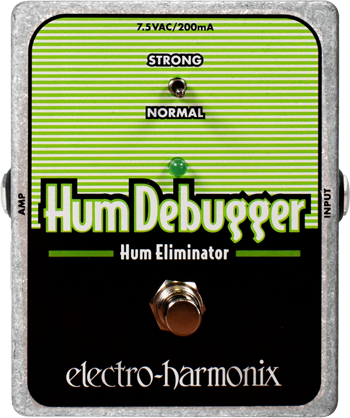 7.5VAC/200mA
STRONG
NORMAL
AMP
INPUT
Hum Debugger
Hum Eliminator
electro-harmonix